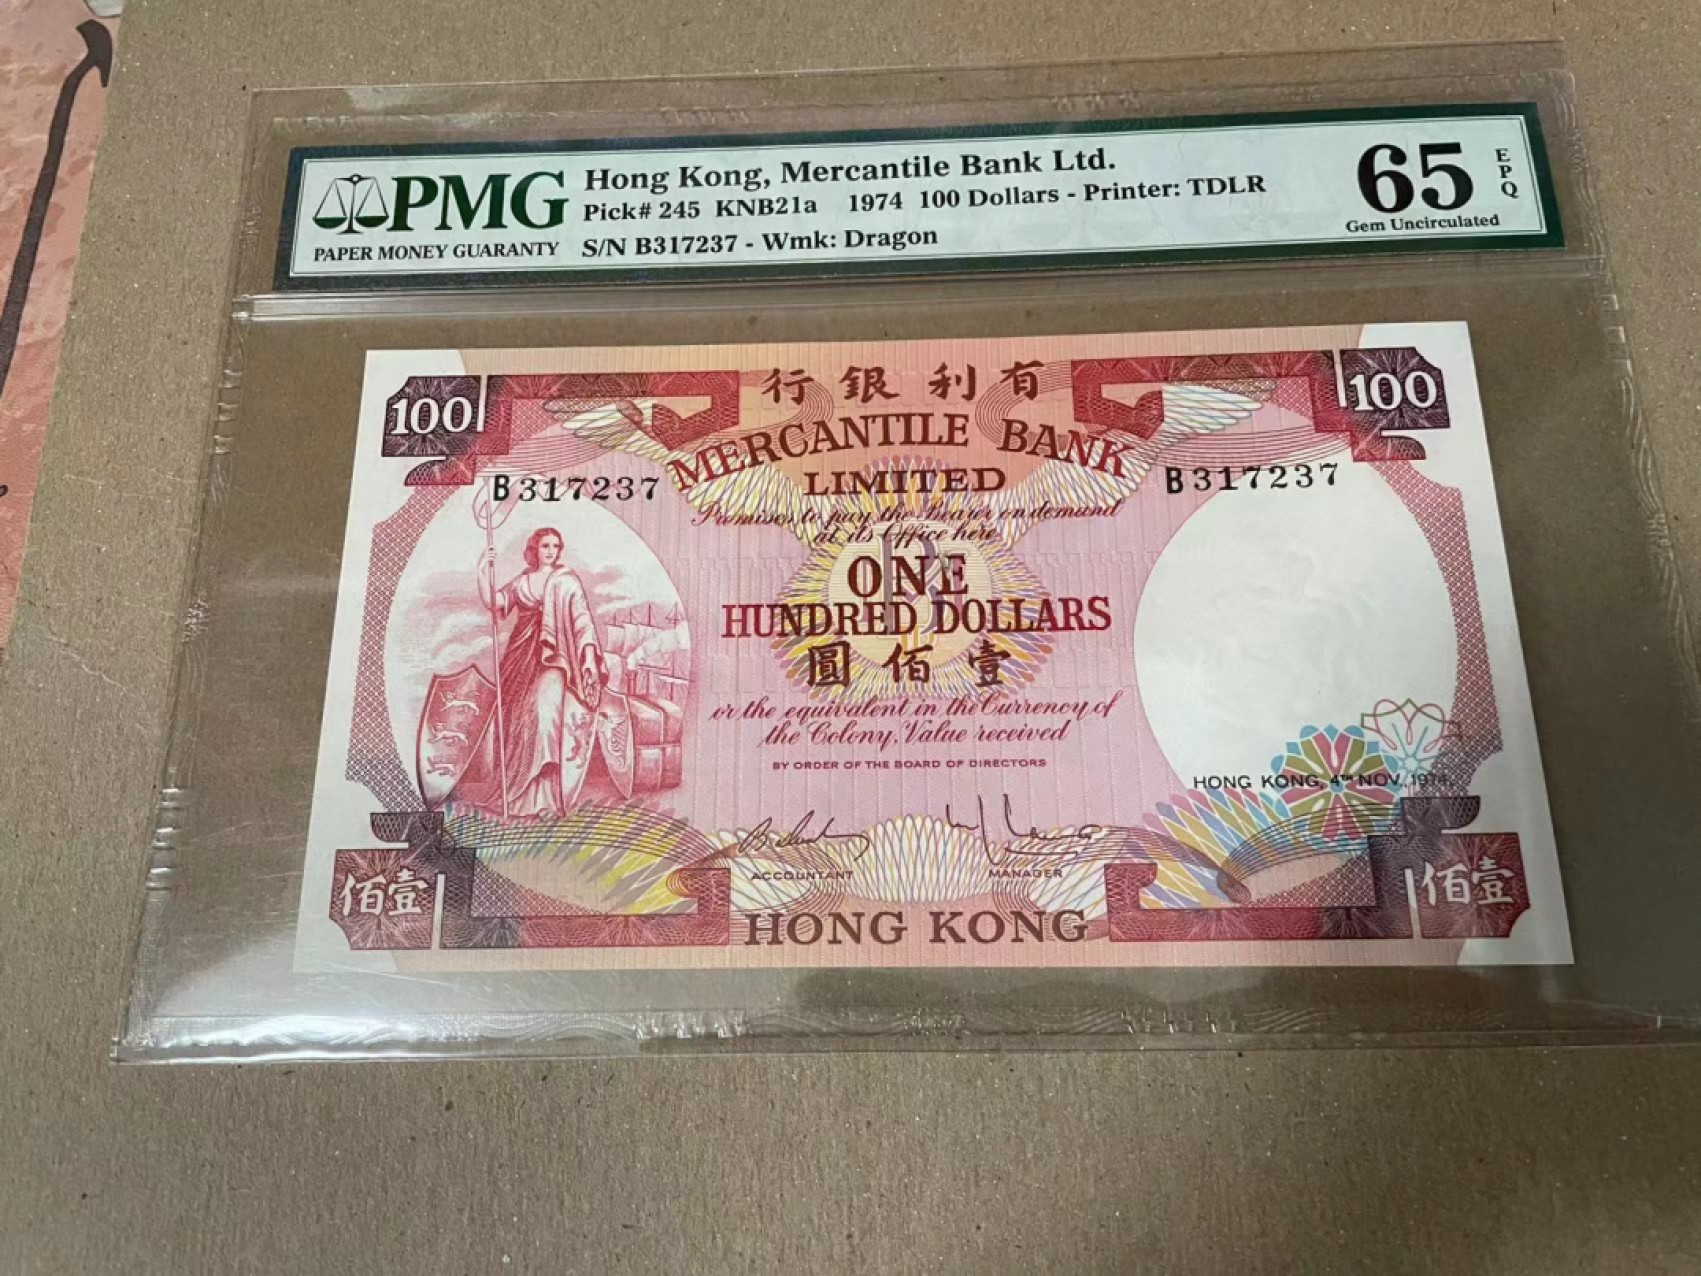 PMG
PAPER MONEY GUARANTY
Hong Kong, Mercantile Bank Ltd.
Pick# 245 KNB21a 1974 100 Dollars - Printer: TDLR
S/N B317237 - Wmk: Dragon
65 EPQ
Gem Uncirculated
行銀利有
100
100
MERCANTILE BANK
LIMITED
B317237
B317237
Promises to pay the Bearer on demand
at its Office here
ONE
HUNDRED DOLLARS
圓佰壹
or the equivalent in the Currency of
the Colony, Value received
BY ORDER OF THE BOARD OF DIRECTORS
HONG KONG, 4TH NOV., 1974.
ACCOUNTANT
MANAGER
佰壹
佰壹
HONG KONG